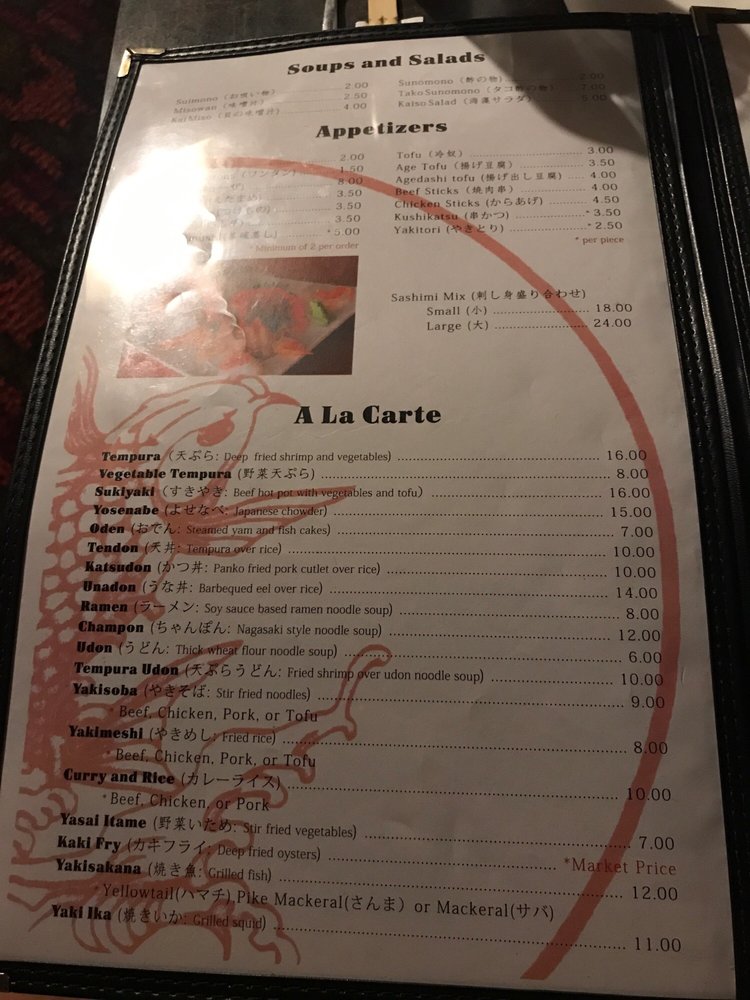 Soups and Salads
Suimono (お吸い物) 2.00
Misowan (味噌汁) 2.50
Kai Miso (貝の味噌汁) 4.00
Sunomono (酢の物) 2.00
Tako Sunomono (タコ酢の物) 7.00
Kaiso Salad (海藻サラダ) 5.00
Appetizers
2.00
(ワンタン) 1.50
8.00
3.50
3.50
3.50
*5.00
*Minimum of 2 per order
Tofu (冷奴) 3.00
Age Tofu (揚げ豆腐) 3.50
Agedashi tofu (揚げ出し豆腐) 4.00
Beef Sticks (焼肉串) 4.00
Chicken Sticks (からあげ) 4.50
Kushikatsu (串かつ) *3.50
Yakitori (やきとり) *2.50
* per piece
Sashimi Mix (刺し身盛り合わせ)
Small (小) 18.00
Large (大) 24.00
A La Carte
Tempura (天ぷら: Deep fried shrimp and vegetables) 16.00
Vegetable Tempura (野菜天ぷら) 8.00
Sukiyaki (すきやき: Beef hot pot with vegetables and tofu) 16.00
Yosenabe (よせなべ: Japanese chowder) 15.00
Oden (おでん: Steamed yam and fish cakes) 7.00
Tendon (天丼: Tempura over rice) 10.00
Katsudon (かつ丼: Panko fried pork cutlet over rice) 10.00
Unadon (うな丼: Barbequed eel over rice) 14.00
Ramen (ラーメン: Soy sauce based ramen noodle soup) 8.00
Champon (ちゃんぽん: Nagasaki style noodle soup) 12.00
Udon (うどん: Thick wheat flour noodle soup) 6.00
Tempura Udon (天ぷらうどん: Fried shrimp over udon noodle soup) 10.00
Yakisoba (やきそば: Stir fried noodles) 9.00
* Beef, Chicken, Pork, or Tofu
Yakimeshi (やきめし: Fried rice) 8.00
* Beef, Chicken, Pork, or Tofu
Curry and Rice (カレーライス) 10.00
* Beef, Chicken, or Pork
Yasai Itame (野菜いため: Stir fried vegetables) 7.00
Kaki Fry (カキフライ: Deep fried oysters) *Market Price
Yakisakana (焼き魚: Grilled fish) 12.00
* Yellowtail(ハマチ) Pike Mackeral(さんま) or Mackeral(サバ)
Yaki Ika (焼きいか: Grilled squid) 11.00